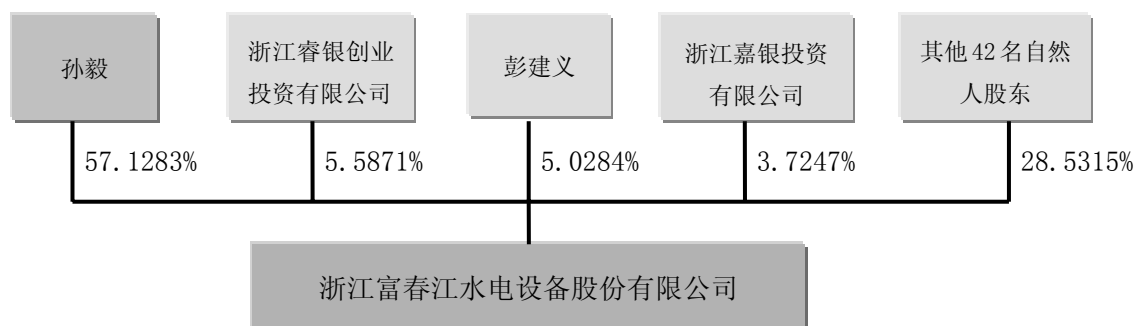 孙毅
浙江睿银创业
投资有限公司
彭建义
浙江嘉银投资
有限公司
其他42名自然
人股东
57.1283%
5.5871%
5.0284%
3.7247%
28.5315%
浙江富春江水电设备股份有限公司